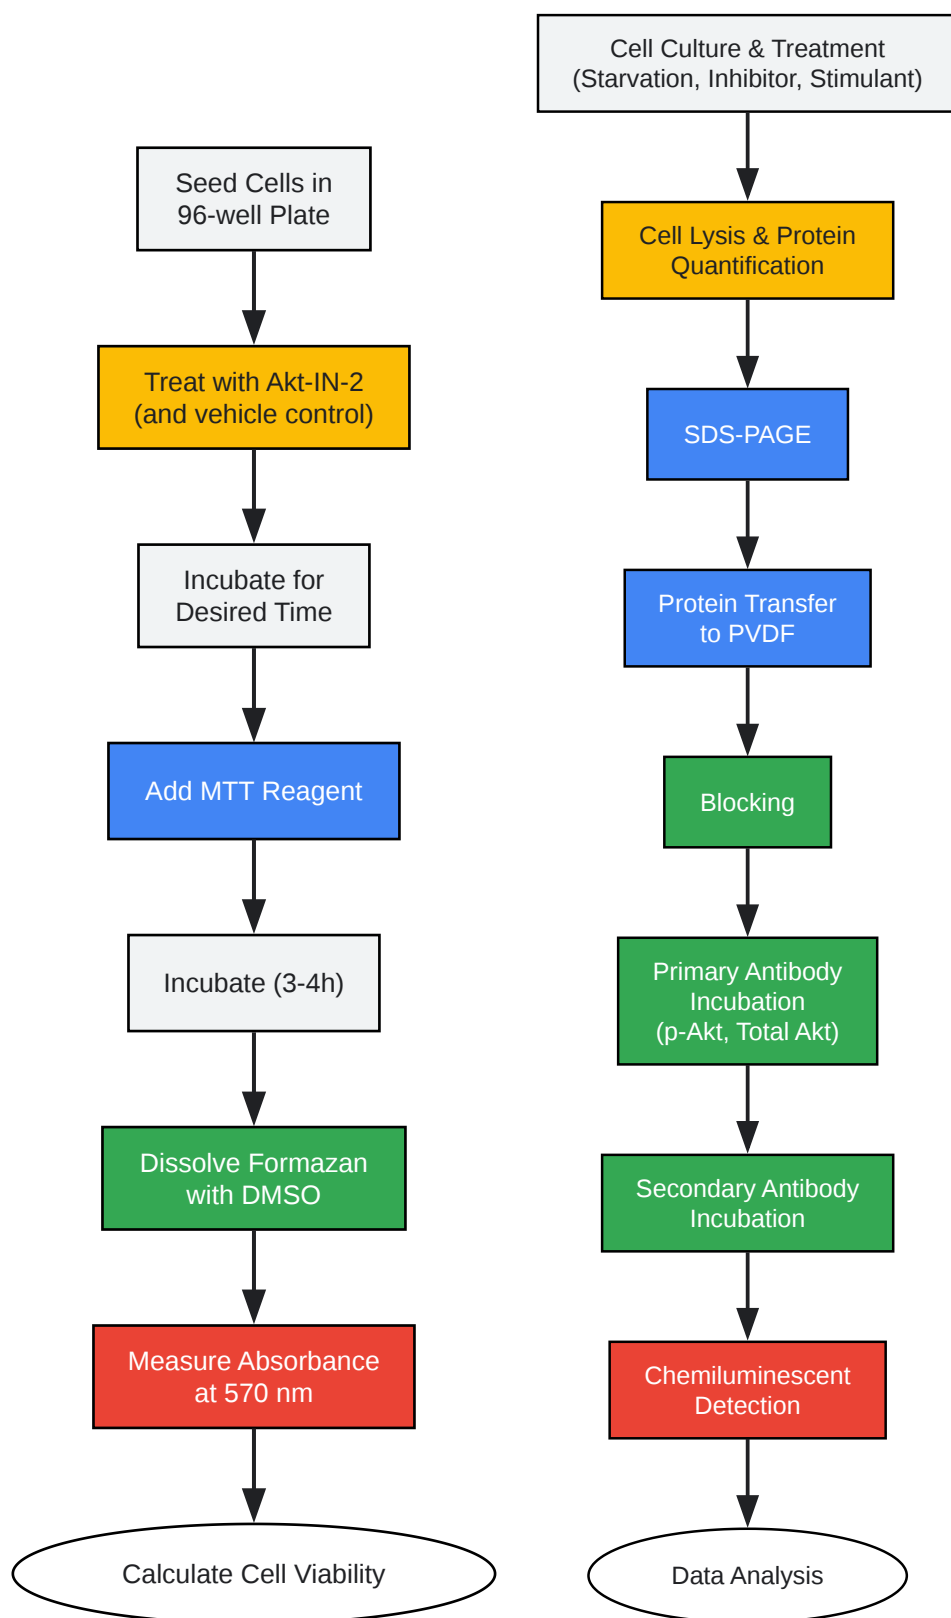 Seed Cells in
96-well Plate
Treat with Akt-IN-2
(and vehicle control)
Incubate for
Desired Time
Add MTT Reagent
Incubate (3-4h)
Dissolve Formazan
with DMSO
Measure Absorbance
at 570 nm
Calculate Cell Viability
Cell Culture & Treatment
(Starvation, Inhibitor, Stimulant)
Cell Lysis & Protein
Quantification
SDS-PAGE
Protein Transfer
to PVDF
Blocking
Primary Antibody
Incubation
(p-Akt, Total Akt)
Secondary Antibody
Incubation
Chemiluminescent
Detection
Data Analysis